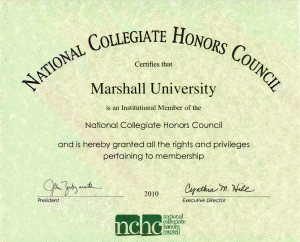 NATIONAL COLLEGIATE HONORS COUNCIL
Certifies that
Marshall University
is an Institutional Member of the
National Collegiate Honors Council
and is hereby granted all the rights and privileges
pertaining to membership
Cynthia M. Hill
2010
President
Executive Director
nchc national
collegiate
honors
council